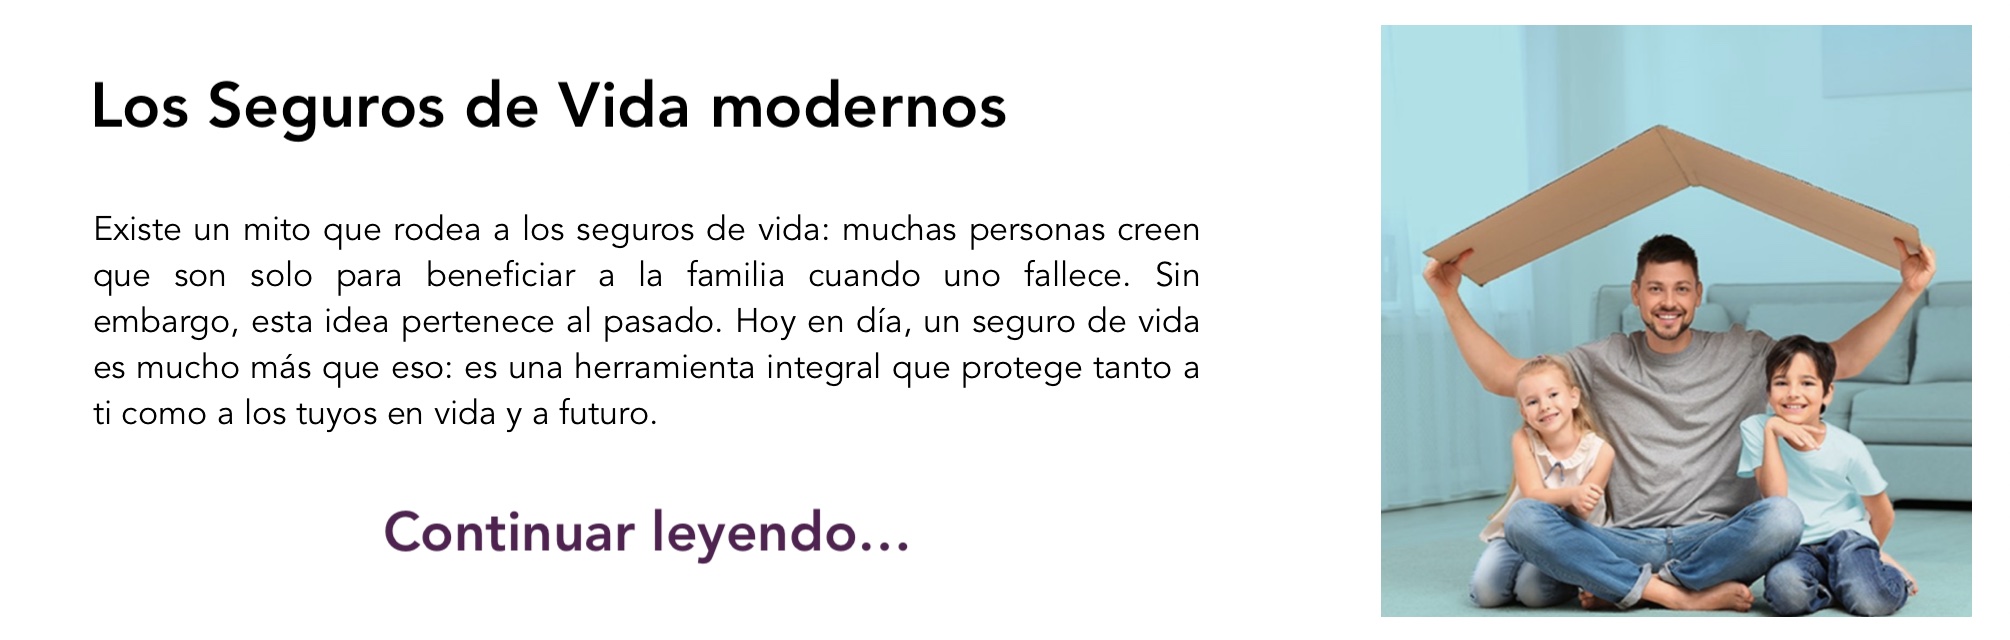 Los Seguros de Vida modernos
Existe un mito que rodea a los seguros de vida: muchas personas creen
que son solo para beneficiar a la familia cuando uno fallece. Sin
embargo, esta idea pertenece al pasado. Hoy en día, un seguro de vida
es mucho más que eso: es una herramienta integral que protege tanto a
ti como a los tuyos en vida y a futuro.
Continuar leyendo…